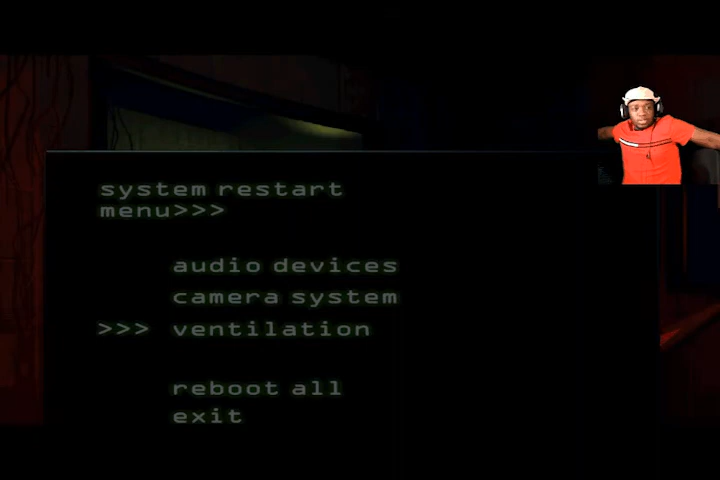 system restart
menu>>>
audio devices
camera system
>>> ventilation
reboot all
exit